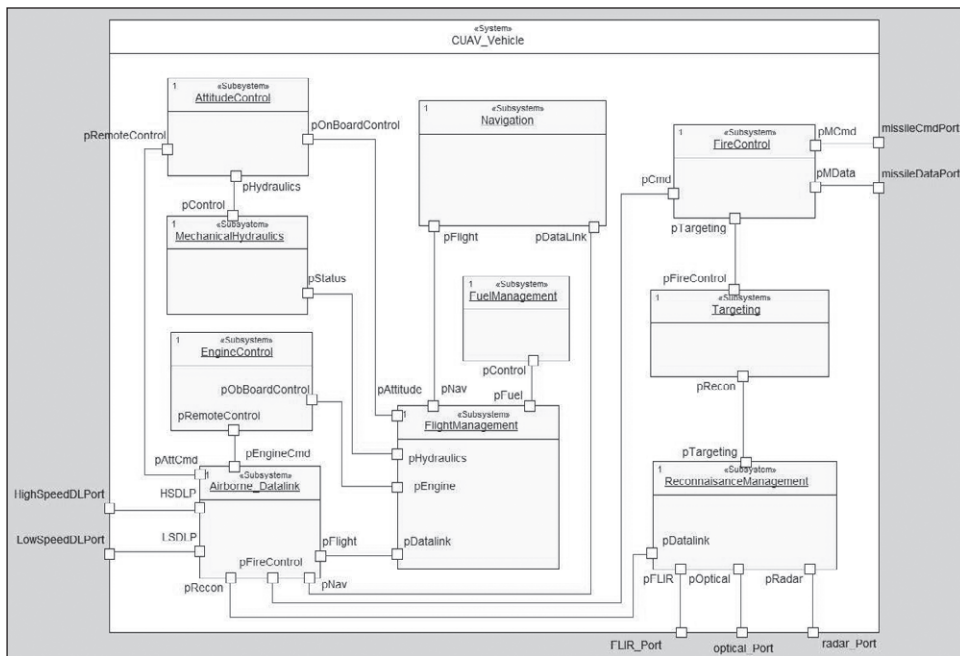 «System»
CUAV_Vehicle
1
«Subsystem»
AttitudeControl
pRemoteControl
pOnBoardControl
pHydraulics
pControl
«Subsystem»
1
MechanicalHydraulics
pStatus
1
«Subsystem»
EngineControl
pObBoardControl
pRemoteControl
pEngineCmd
pAttCmd
1
«Subsystem»
Airborne_Datalink
HighSpeedDLPort
HSDLP
LowSpeedDLPort
LSDLP
pFireControl
pFlight
pRecon
pNav
1
«Subsystem»
Navigation
pFlight
pDataLink
1
«Subsystem»
FuelManagement
pControl
pAttitude
pNav
pFuel
1
«Subsystem»
FlightManagement
pHydraulics
pEngine
pDatalink
1
«Subsystem»
FireControl
pMCmd
missileCmdPort
pCmd
pMData
missileDataPort
pTargeting
pFireControl
1
«Subsystem»
Targeting
pRecon
pTargeting
1
«Subsystem»
ReconnaisanceManagement
pDatalink
pFLIR
pOptical
pRadar
FLIR_Port
optical_Port
radar_Port